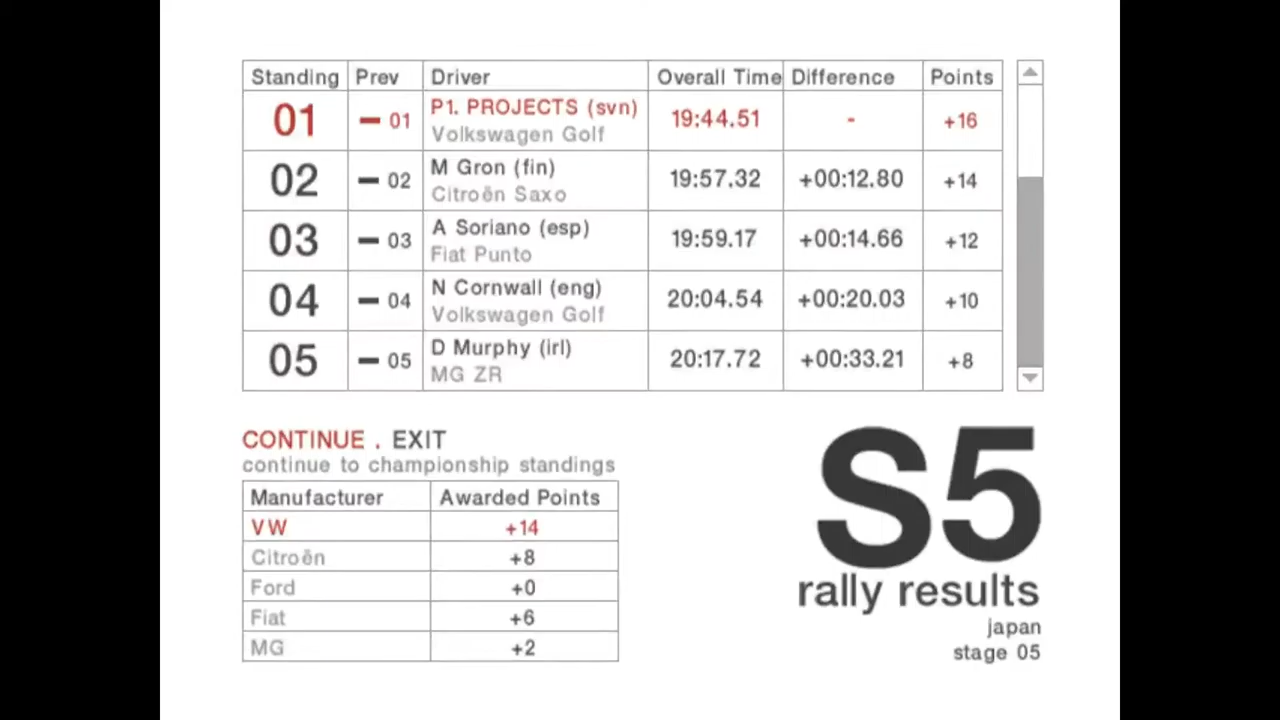 Standing Prev Driver Overall Time Difference Points
01 01 P1. PROJECTS (svn) Volkswagen Golf 19:44.51 - +16
02 02 M Gron (fin) Citroën Saxo 19:57.32 +00:12.80 +14
03 03 A Soriano (esp) Fiat Punto 19:59.17 +00:14.66 +12
04 04 N Cornwall (eng) Volkswagen Golf 20:04.54 +00:20.03 +10
05 05 D Murphy (irl) MG ZR 20:17.72 +00:33.21 +8
CONTINUE . EXIT
continue to championship standings
Manufacturer Awarded Points
VW +14
Citroën +8
Ford +0
Fiat +6
MG +2
S5
rally results
japan
stage 05